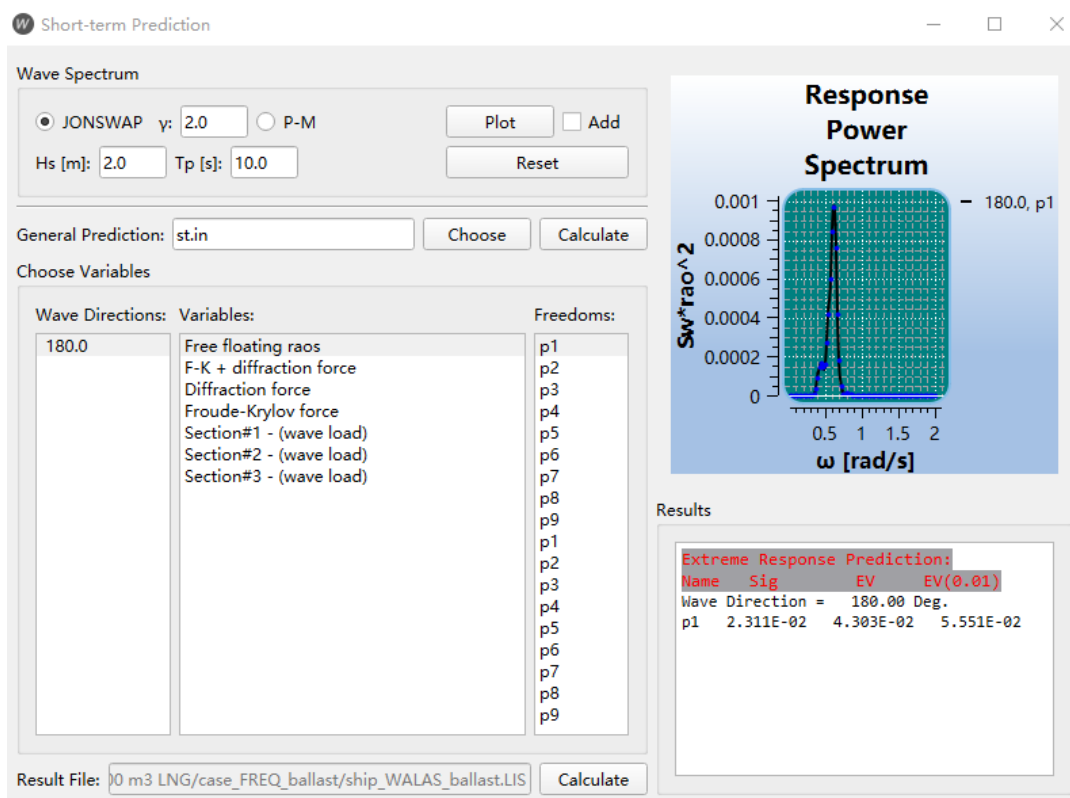 Short-term Prediction
Wave Spectrum
JONSWAP γ: 2.0 P-M Plot Add
Hs [m]: 2.0 Tp [s]: 10.0 Reset
General Prediction: st.in Choose Calculate
Choose Variables
Wave Directions: Variables: Freedoms:
180.0 Free floating raos p1
F-K + diffraction force p2
Diffraction force p3
Froude-Krylov force p4
Section#1 - (wave load) p5
Section#2 - (wave load) p6
Section#3 - (wave load) p7
p8
p9
p1
p2
p3
p4
p5
p6
p7
p8
p9
Result File: m3 LNG/case_FREQ_ballast/ship_WALAS_ballast.LIS Calculate
Response
Power
Spectrum
180.0, p1
0.001
0.0008
0.0006
0.0004
0.0002
0
Sw*rao^2
0.5 1 1.5 2
ω [rad/s]
Results
Extreme Response Prediction:
Name Sig EV EV(0.01)
Wave Direction = 180.00 Deg.
p1 2.311E-02 4.303E-02 5.551E-02